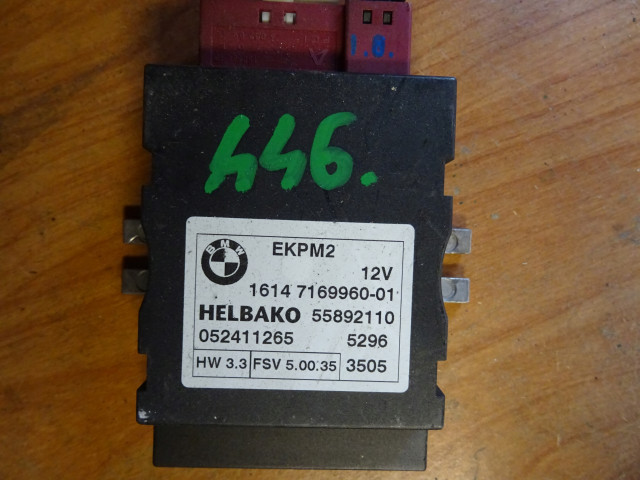 1.0.
446.
BMW
EKPM2
12V
1614 7169960-01
HELBAKO 55892110
052411265 5296
HW 3.3 FSV 5.00.35 3505